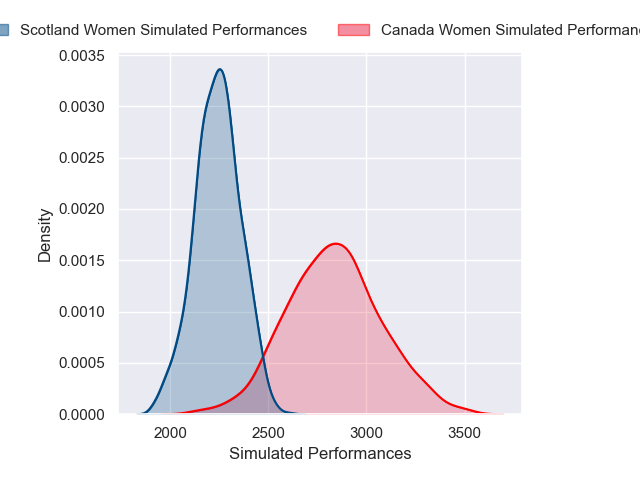 Scotland Women Simulated Performances
Canada Women Simulated
0.0035
0.0030
0.0025
0.0020
0.0015
0.0010
0.0005
0.0000
Density
2000 2500 3000 3500
Simulated Performances